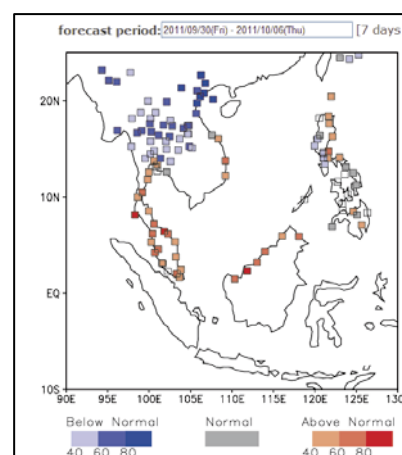 forecast period: 2011/09/30(Fri) - 2011/10/06(Thu) [7 days
20N
10N
EQ
10S
90E 95E 100E 105E 110E 115E 120E 125E 130
Below Normal Normal Above Normal
40 60 80 40 60 80